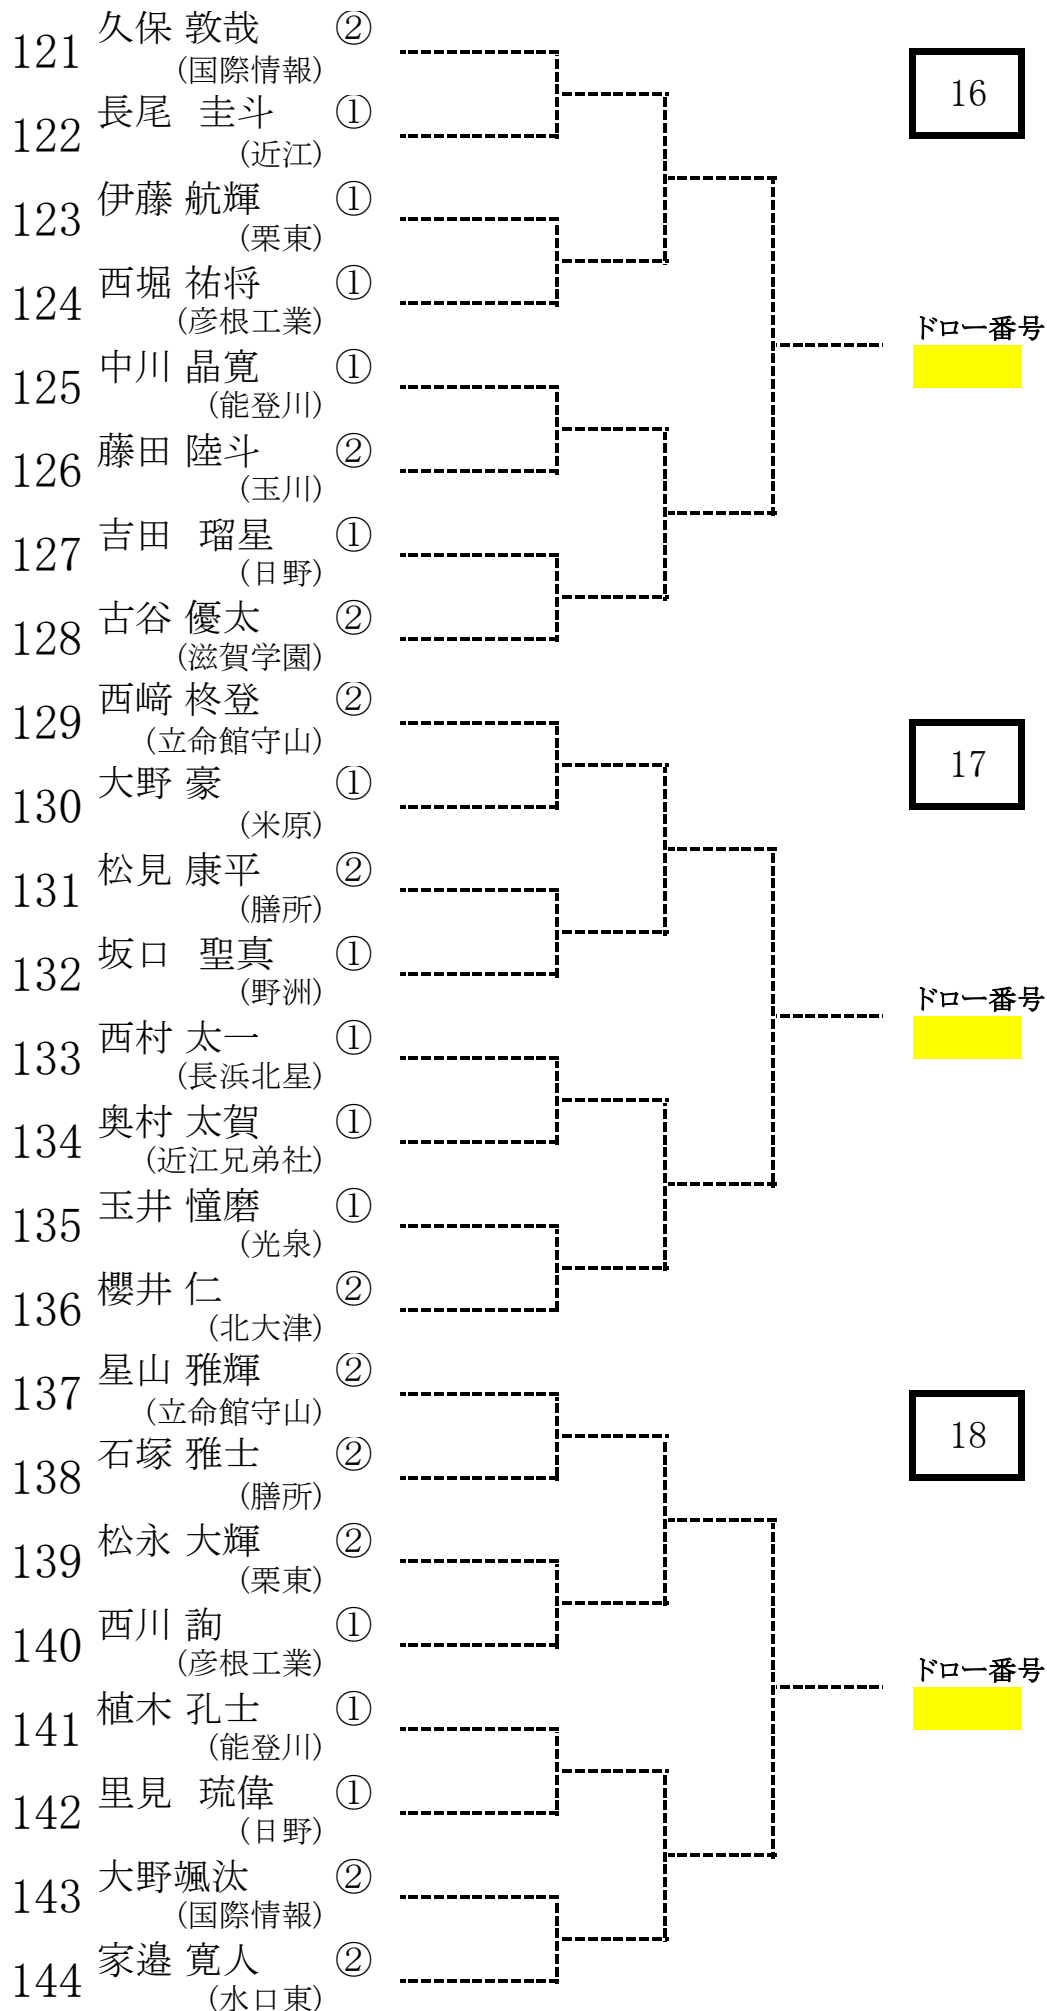 121 久保 敦哉 ②
(国際情報)
16
122 長尾 圭斗 ①
(近江)
123 伊藤 航輝 ①
(栗東)
124 西堀 祐将 ①
(彦根工業)
ドロー番号
125 中川 晶寛 ①
(能登川)
126 藤田 陸斗 ②
(玉川)
127 吉田 瑠星 ①
(日野)
128 古谷 優太 ②
(滋賀学園)
129 西﨑 柊登 ②
(立命館守山)
17
130 大野 豪 ①
(米原)
131 松見 康平 ②
(膳所)
132 坂口 聖真 ①
(野洲)
ドロー番号
133 西村 太一 ①
(長浜北星)
134 奥村 太賀 ①
(近江兄弟社)
135 玉井 憧磨 ①
(光泉)
136 櫻井 仁 ②
(北大津)
137 星山 雅輝 ②
(立命館守山)
18
138 石塚 雅士 ②
(膳所)
139 松永 大輝 ②
(栗東)
140 西川 詢 ①
(彦根工業)
ドロー番号
141 植木 孔士 ①
(能登川)
142 里見 琉偉 ①
(日野)
143 大野颯汰 ②
(国際情報)
144 家邉 寛人 ②
(水口東)